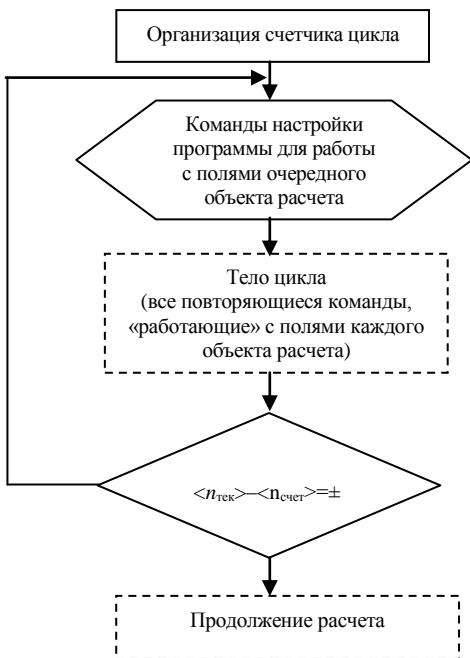 Организация счетчика цикла
Команды настройки
программы для работы
с полями очередного
объекта расчета
Тело цикла
(все повторяющиеся команды,
«работающие» с полями каждого
объекта расчета)
<nтек>–<nсчет>=±
Продолжение расчета